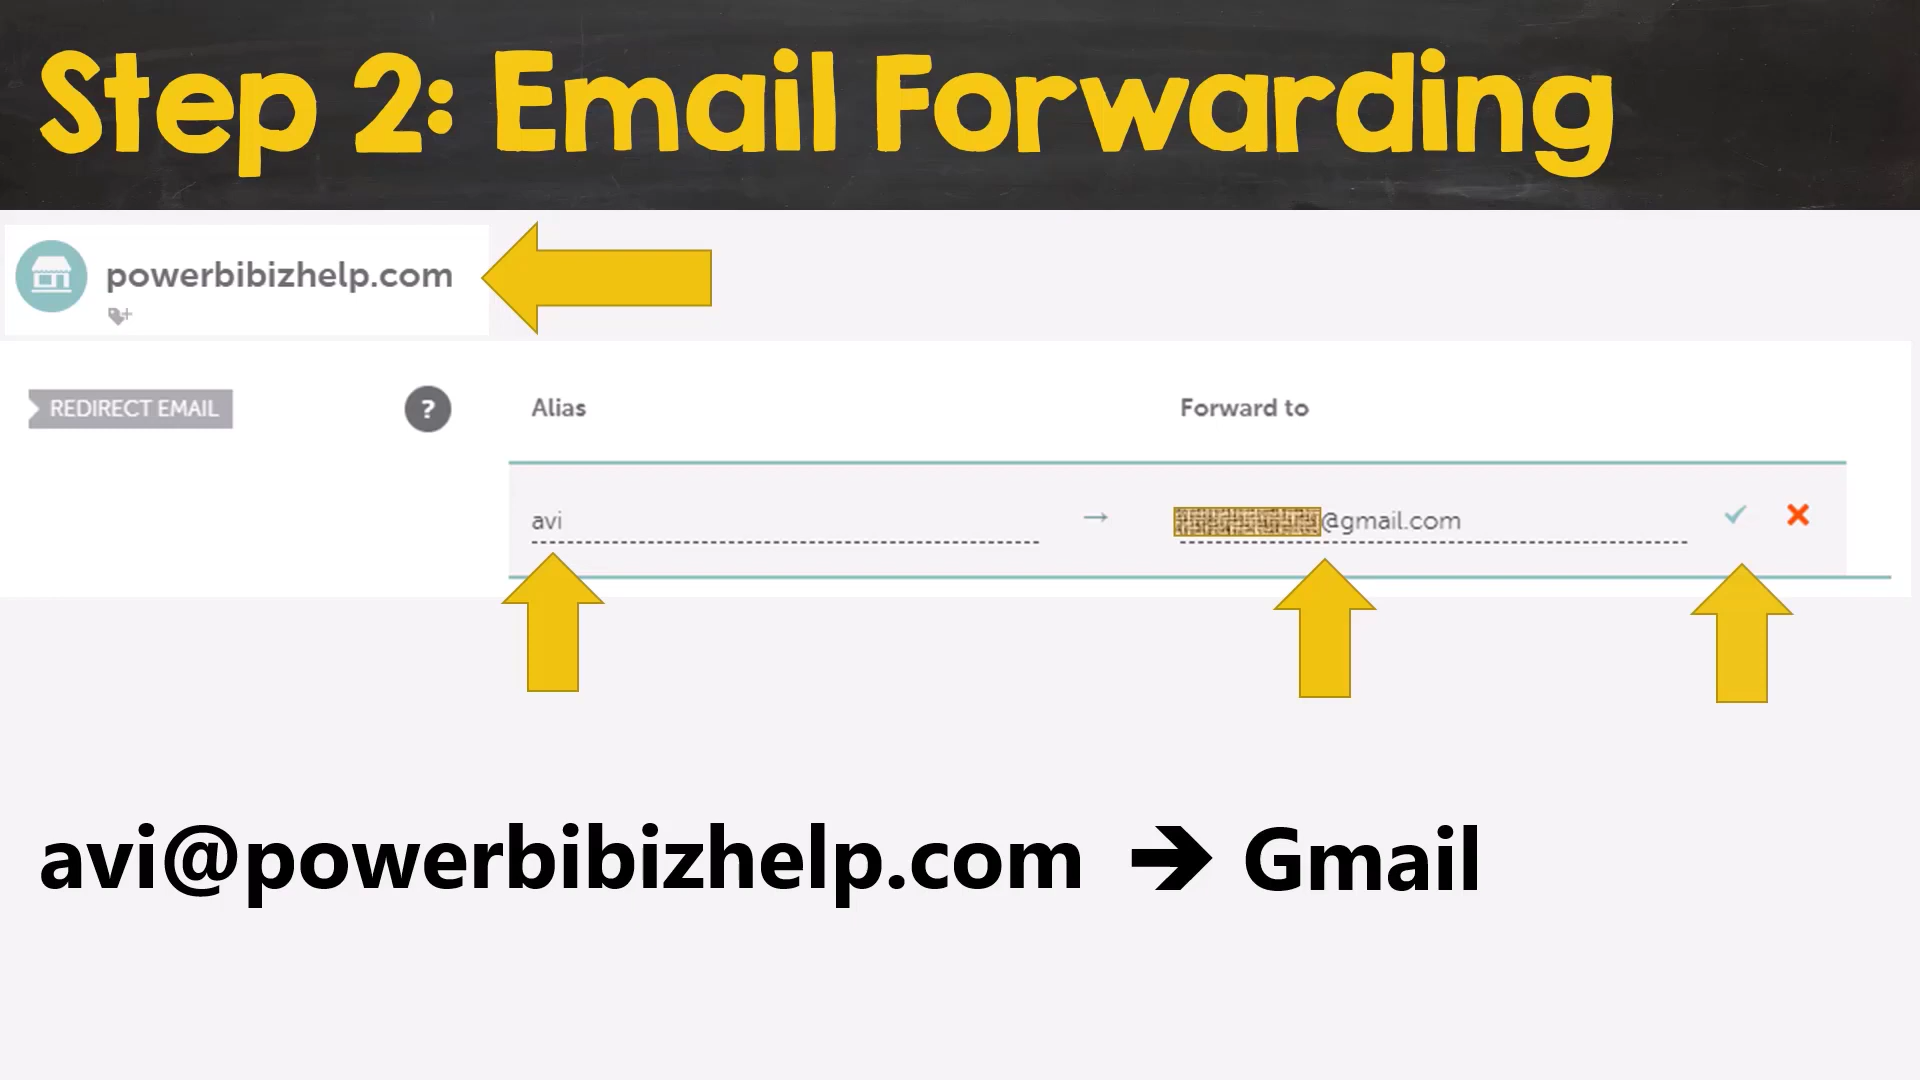 Step 2: Email Forwarding
powerbibizhelp.com
REDIRECT EMAIL ? Alias Forward to
avi → @gmail.com
avi@powerbibizhelp.com → Gmail